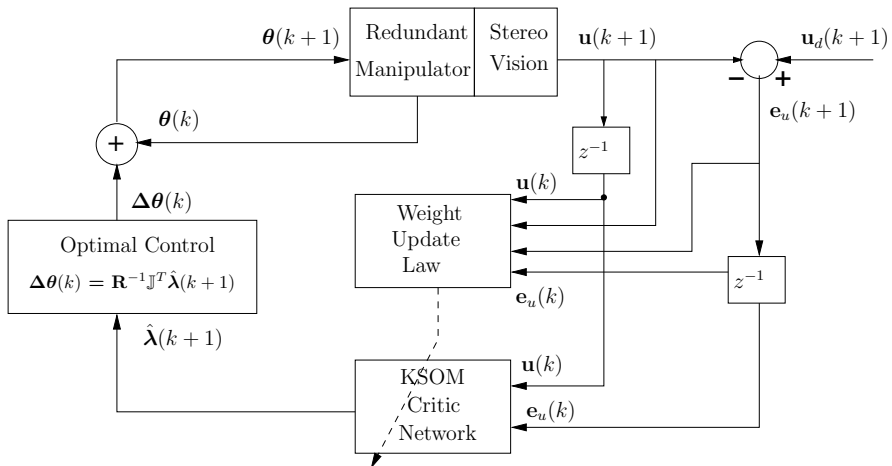 θ(k+1)
Redundant
Manipulator
Stereo
Vision
u(k+1)
u_d(k+1)
−
+
e_u(k+1)
θ(k)
+
z⁻¹
u(k)
Δθ(k)
Weight
Update
Law
Optimal Control
Δθ(k) = R⁻¹𝕁ᵀλ̂(k+1)
z⁻¹
e_u(k)
λ̂(k+1)
u(k)
KSOM
Critic
Network
e_u(k)